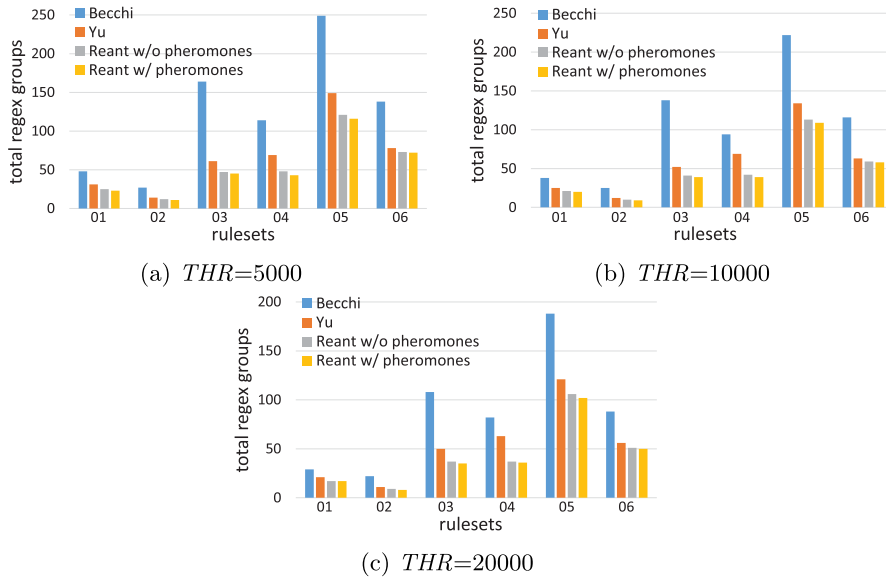 250
200
150
100
50
0
total regex groups
Becchi
Yu
Reant w/o pheromones
Reant w/ pheromones
01 02 03 04 05 06
rulesets
(a) THR=5000
250
200
150
100
50
0
total regex groups
Becchi
Yu
Reant w/o pheromones
Reant w/ pheromones
01 02 03 04 05 06
rulesets
(b) THR=10000
200
150
100
50
0
total regex groups
Becchi
Yu
Reant w/o pheromones
Reant w/ pheromones
01 02 03 04 05 06
rulesets
(c) THR=20000